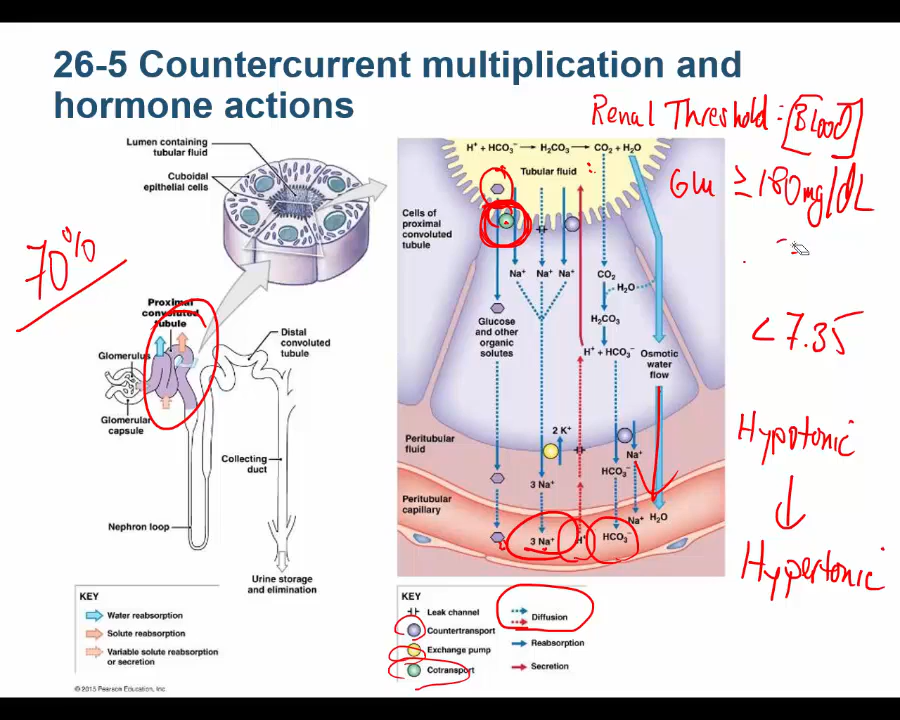 26-5 Countercurrent multiplication and
hormone actions
Renal Threshold = [Blood]
Glu ≥ 180 mg/dL
< 7.35
Hypotonic
↓
Hypertonic
70%
Lumen containing
tubular fluid
Cuboidal
epithelial cells
Proximal
convoluted
tubule
Distal
convoluted
tubule
Glomerulus
Glomerular
capsule
Collecting
duct
Nephron loop
Urine storage
and elimination
KEY
Water reabsorption
Solute reabsorption
Variable solute reabsorption
or secretion
© 2015 Pearson Education, Inc.
H⁺ + HCO₃⁻ → H₂CO₃ → CO₂ + H₂O
Tubular fluid
Cells of
proximal
convoluted
tubule
Na⁺ Na⁺ Na⁺
CO₂
H₂O
H₂CO₃
Glucose
and other
organic
solutes
H⁺ + HCO₃⁻
Osmotic
water
flow
2 K⁺
Peritubular
fluid
Na⁺
3 Na⁺
HCO₃⁻
Peritubular
capillary
3 Na⁺ H⁺ HCO₃⁻ Na⁺ H₂O
KEY
Leak channel
Countertransport
Exchange pump
Cotransport
Diffusion
Reabsorption
Secretion